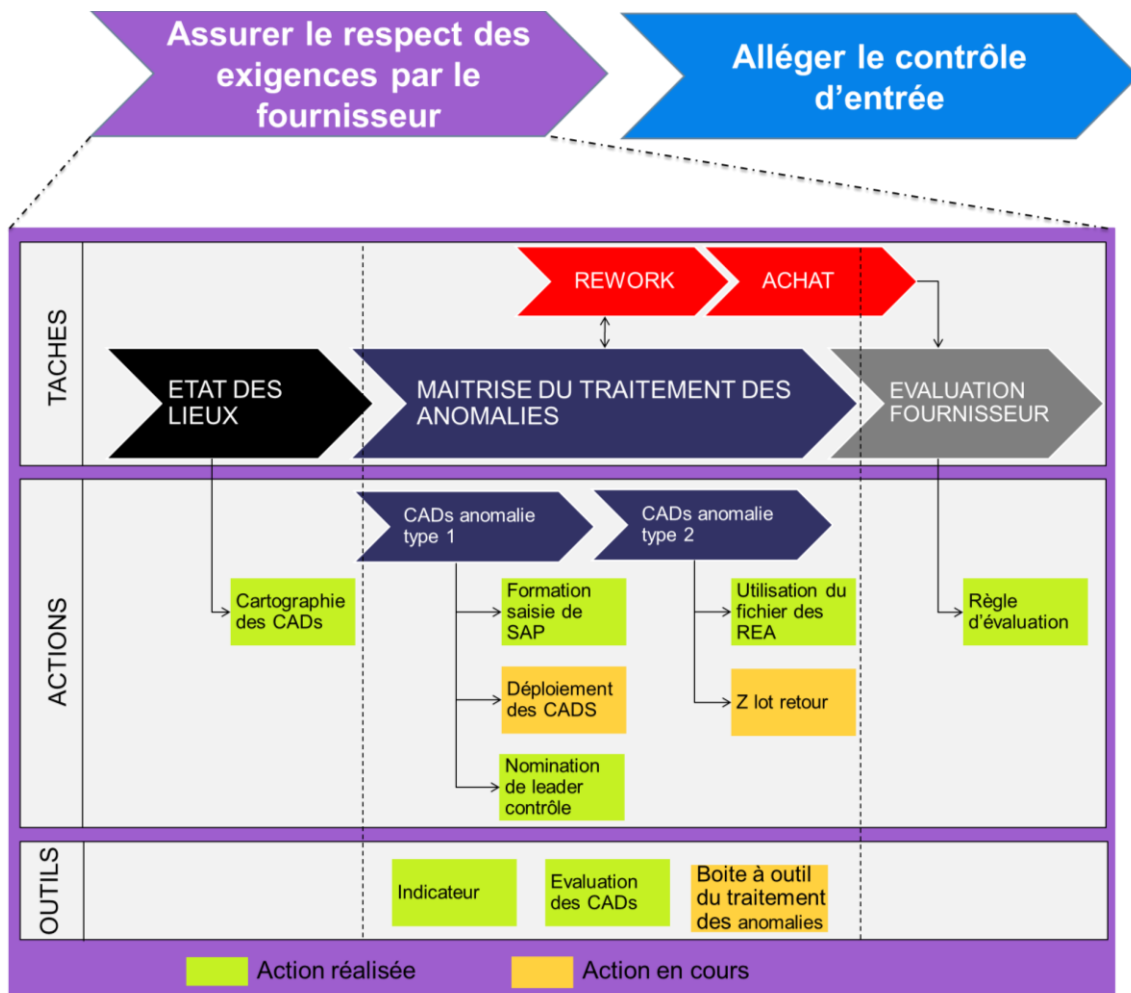 Assurer le respect des
exigences par le
fournisseur
Alléger le contrôle
d’entrée
TACHES
REWORK
ACHAT
ETAT DES
LIEUX
MAITRISE DU TRAITEMENT DES
ANOMALIES
EVALUATION
FOURNISSEUR
ACTIONS
CADs anomalie
type 1
CADs anomalie
type 2
Cartographie
des CADs
Formation
saisie de
SAP
Utilisation du
fichier des
REA
Règle
d’évaluation
Déploiement
des CADS
Z lot retour
Nomination
de leader
contrôle
OUTILS
Indicateur
Evaluation
des CADs
Boite à outil
du traitement
des anomalies
Action réalisée
Action en cours